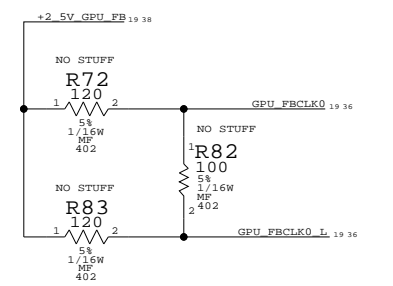 +2_5V_GPU_FB 19 38
NO STUFF
R72
120
1 2
5%
1/16W
MF
402
GPU_FBCLK0 19 36
NO STUFF
1
R82
100
5%
1/16W
MF
402
2
NO STUFF
R83
120
1 2
5%
1/16W
MF
402
GPU_FBCLK0_L 19 36